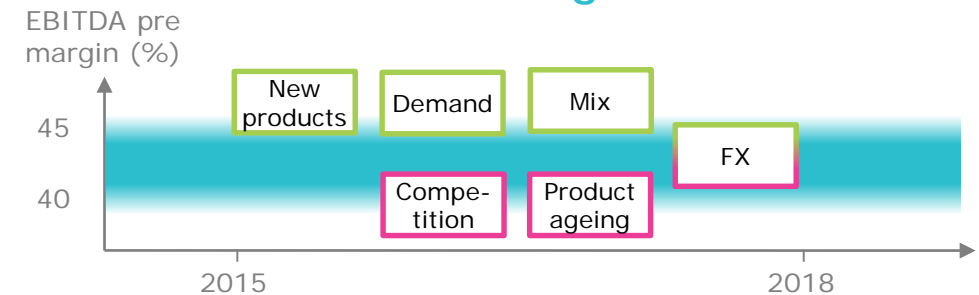 EBITDA pre
margin (%)
New
products
Demand
Mix
45
FX
Compe-
tition
Product
ageing
40
2015
2018